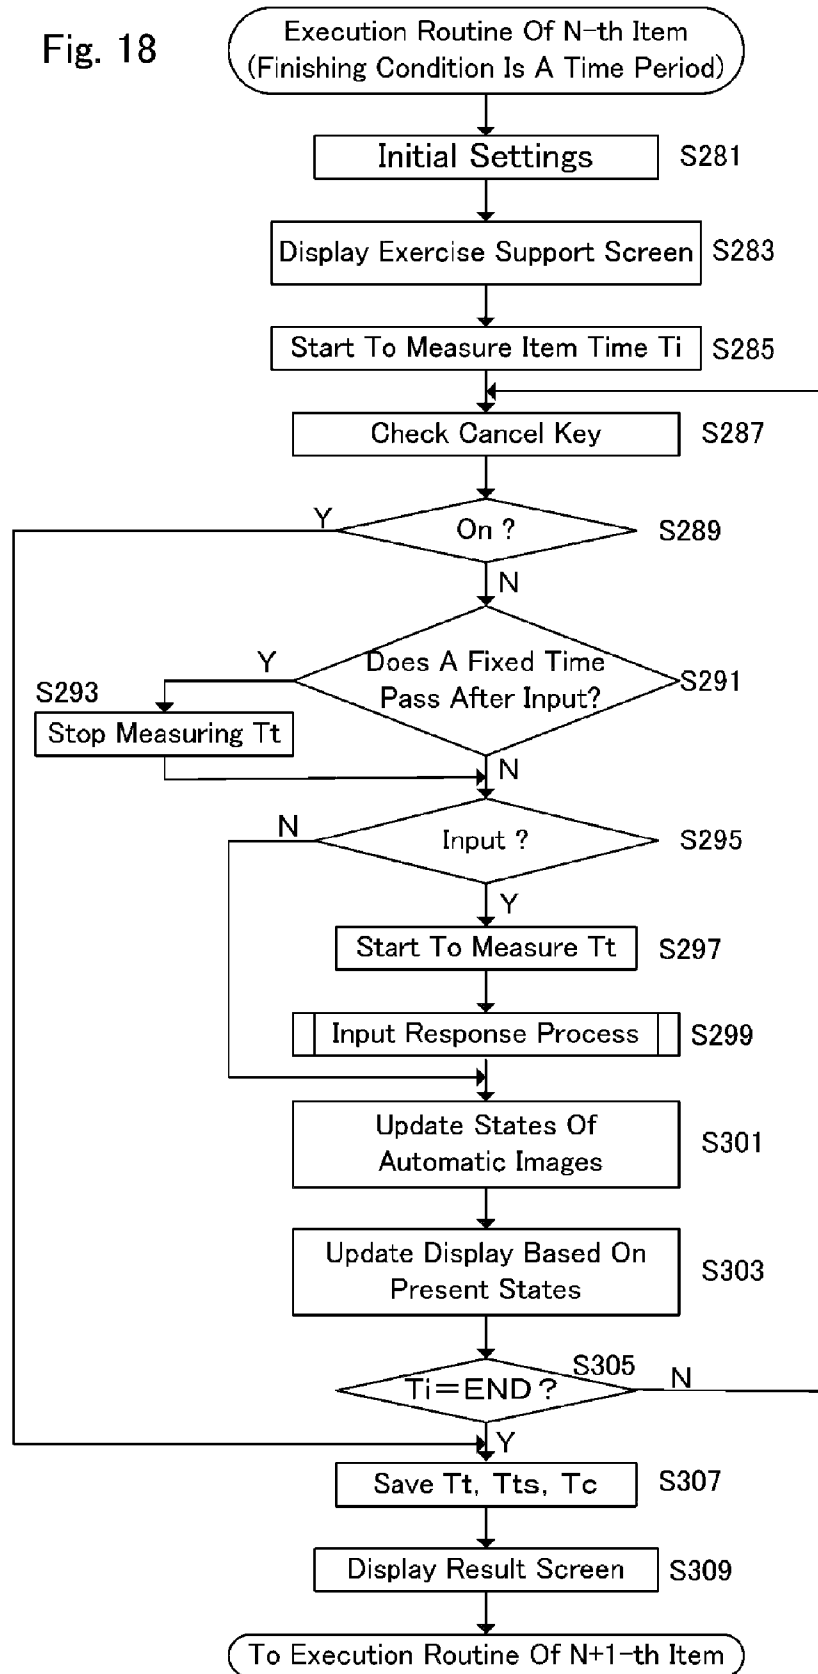 Fig. 18
Execution Routine Of N-th Item
(Finishing Condition Is A Time Period)
Initial Settings
S281
Display Exercise Support Screen
S283
Start To Measure Item Time Ti
S285
Check Cancel Key
S287
Y
On ?
S289
N
Y
Does A Fixed Time
Pass After Input?
S291
S293
Stop Measuring Tt
N
N
Input ?
S295
Y
Start To Measure Tt
S297
Input Response Process
S299
Update States Of
Automatic Images
S301
Update Display Based On
Present States
S303
S305
Ti=END ?
N
Y
Save Tt, Tts, Tc
S307
Display Result Screen
S309
To Execution Routine Of N+1-th Item